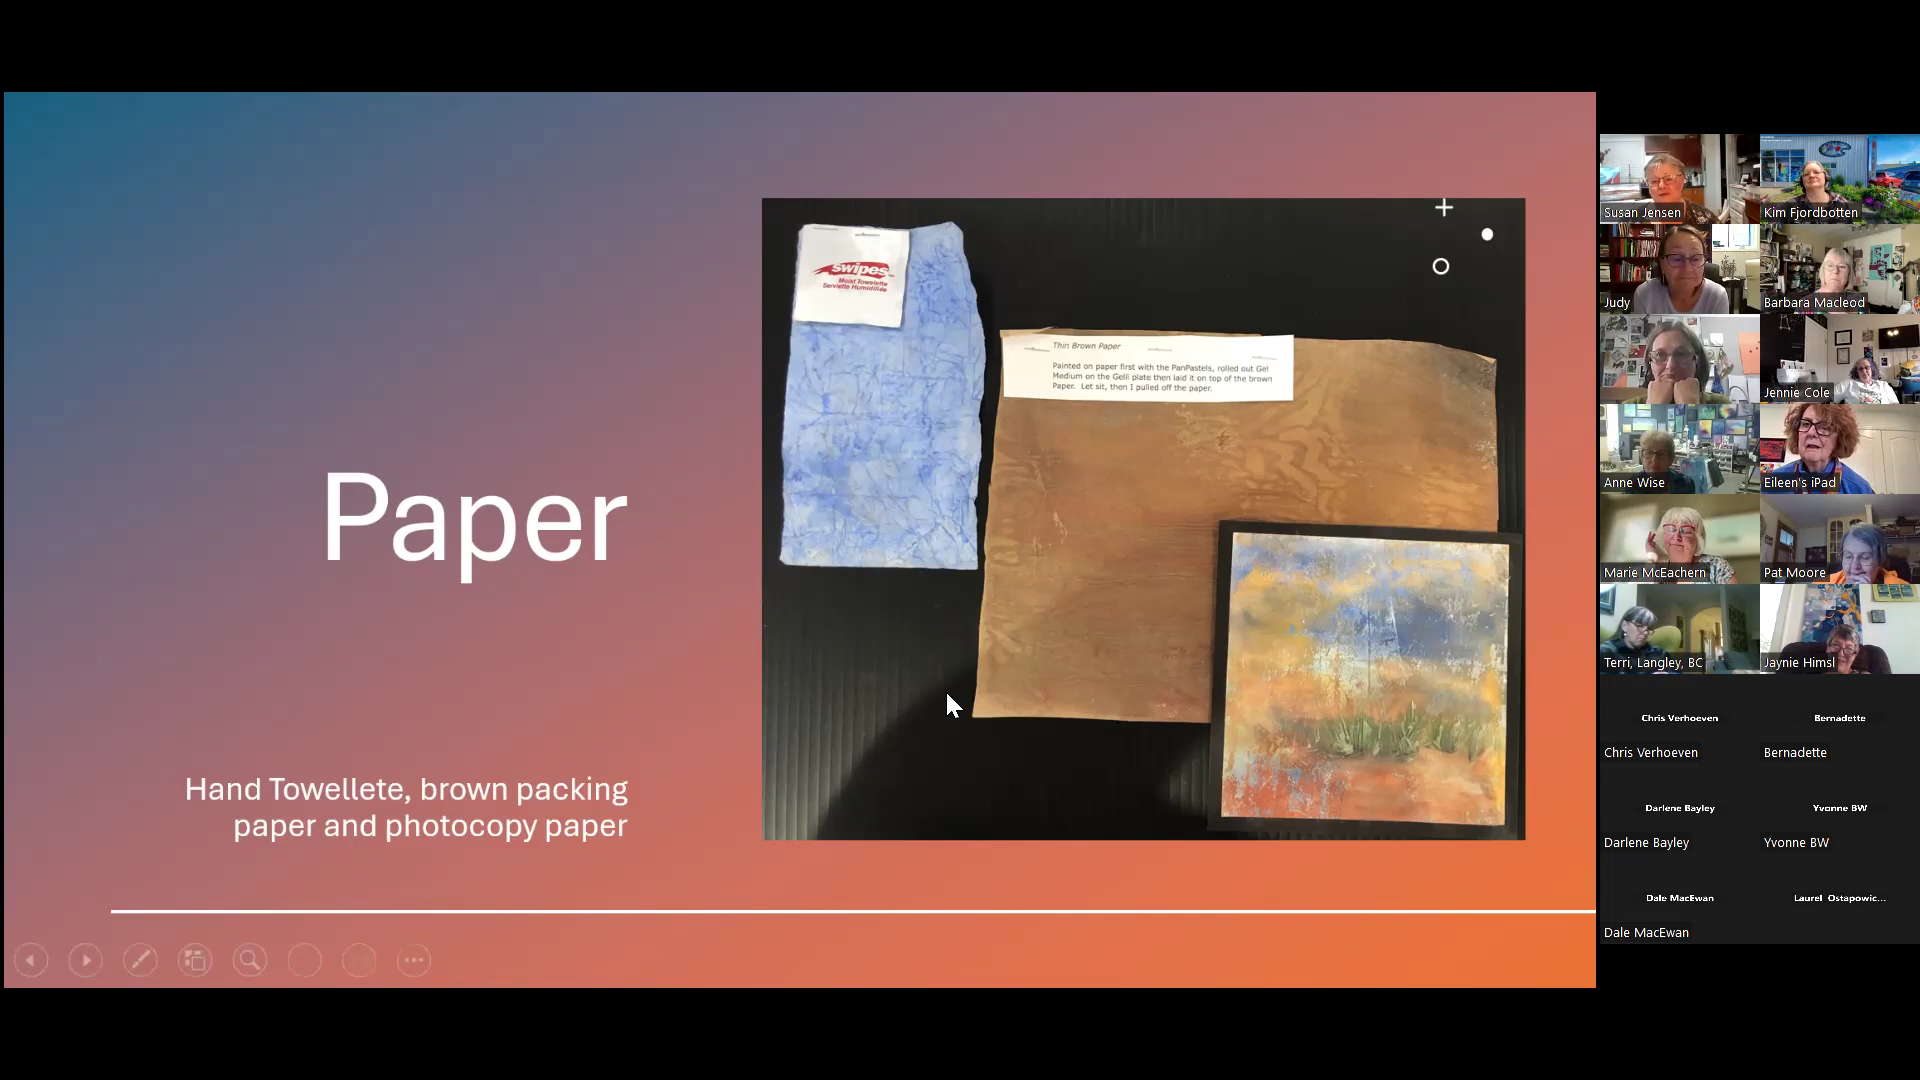 Paper
Hand Towellete, brown packing
paper and photocopy paper
swipes
Moist Towelette
Serviette Humidifiée
Thin Brown Paper
Painted on paper first with the PanPastels, rolled out Gel
Medium on the Gelli plate then laid it on top of the brown
Paper. Let sit, then I pulled off the paper.
Susan Jensen
Kim Fjordbotten
Judy
Barbara Macleod
Jennie Cole
Anne Wise
Eileen's iPad
Marie McEachern
Pat Moore
Terri, Langley, BC
Jaynie Himsl
Chris Verhoeven
Bernadette
Chris Verhoeven
Bernadette
Darlene Bayley
Yvonne BW
Darlene Bayley
Yvonne BW
Dale MacEwan
Laurel Ostapowic...
Dale MacEwan